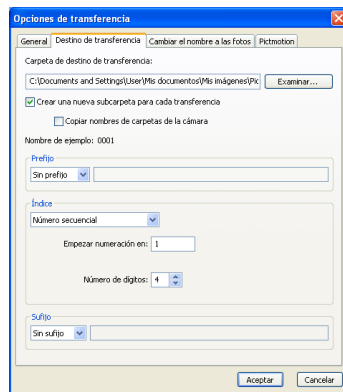 Opciones de transferencia
General Destino de transferencia Cambiar el nombre a las fotos Pictmotion
Carpeta de destino de transferencia:
C:\Documents and Settings\User\Mis documentos\Mis imágenes\Pic Examinar...
Crear una nueva subcarpeta para cada transferencia
Copiar nombres de carpetas de la cámara
Nombre de ejemplo: 0001
Prefijo
Sin prefijo
Índice
Número secuencial
Empezar numeración en: 1
Número de dígitos: 4
Sufijo
Sin sufijo
Aceptar Cancelar